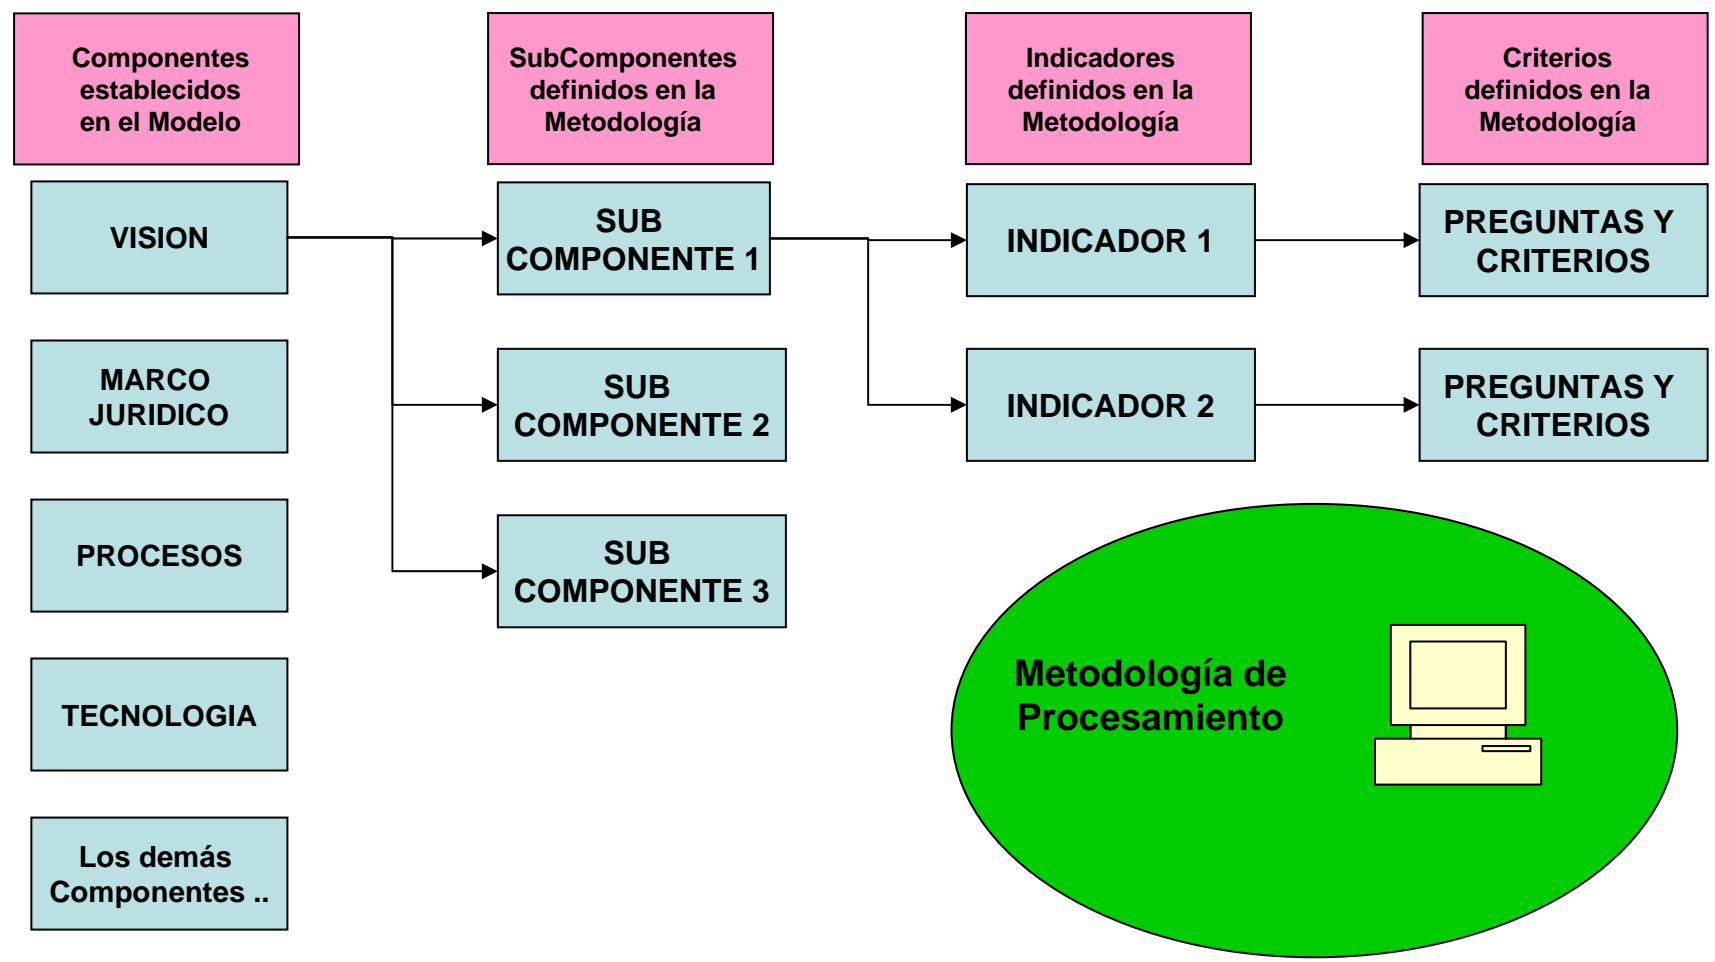 Componentes
establecidos
en el Modelo
SubComponentes
definidos en la
Metodología
Indicadores
definidos en la
Metodología
Criterios
definidos en la
Metodología
VISION
SUB
COMPONENTE 1
INDICADOR 1
PREGUNTAS Y
CRITERIOS
MARCO
JURIDICO
SUB
COMPONENTE 2
INDICADOR 2
PREGUNTAS Y
CRITERIOS
PROCESOS
SUB
COMPONENTE 3
TECNOLOGIA
Metodología de
Procesamiento
Los demás
Componentes ..